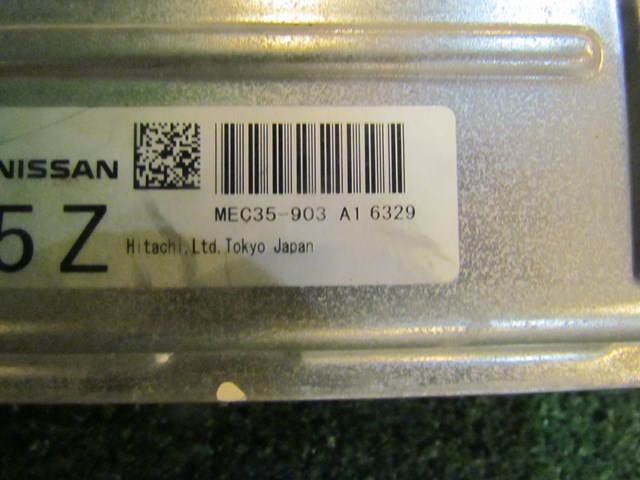 NISSAN
MEC35-903 A1 6329
5Z
Hitachi,Ltd.Tokyo Japan